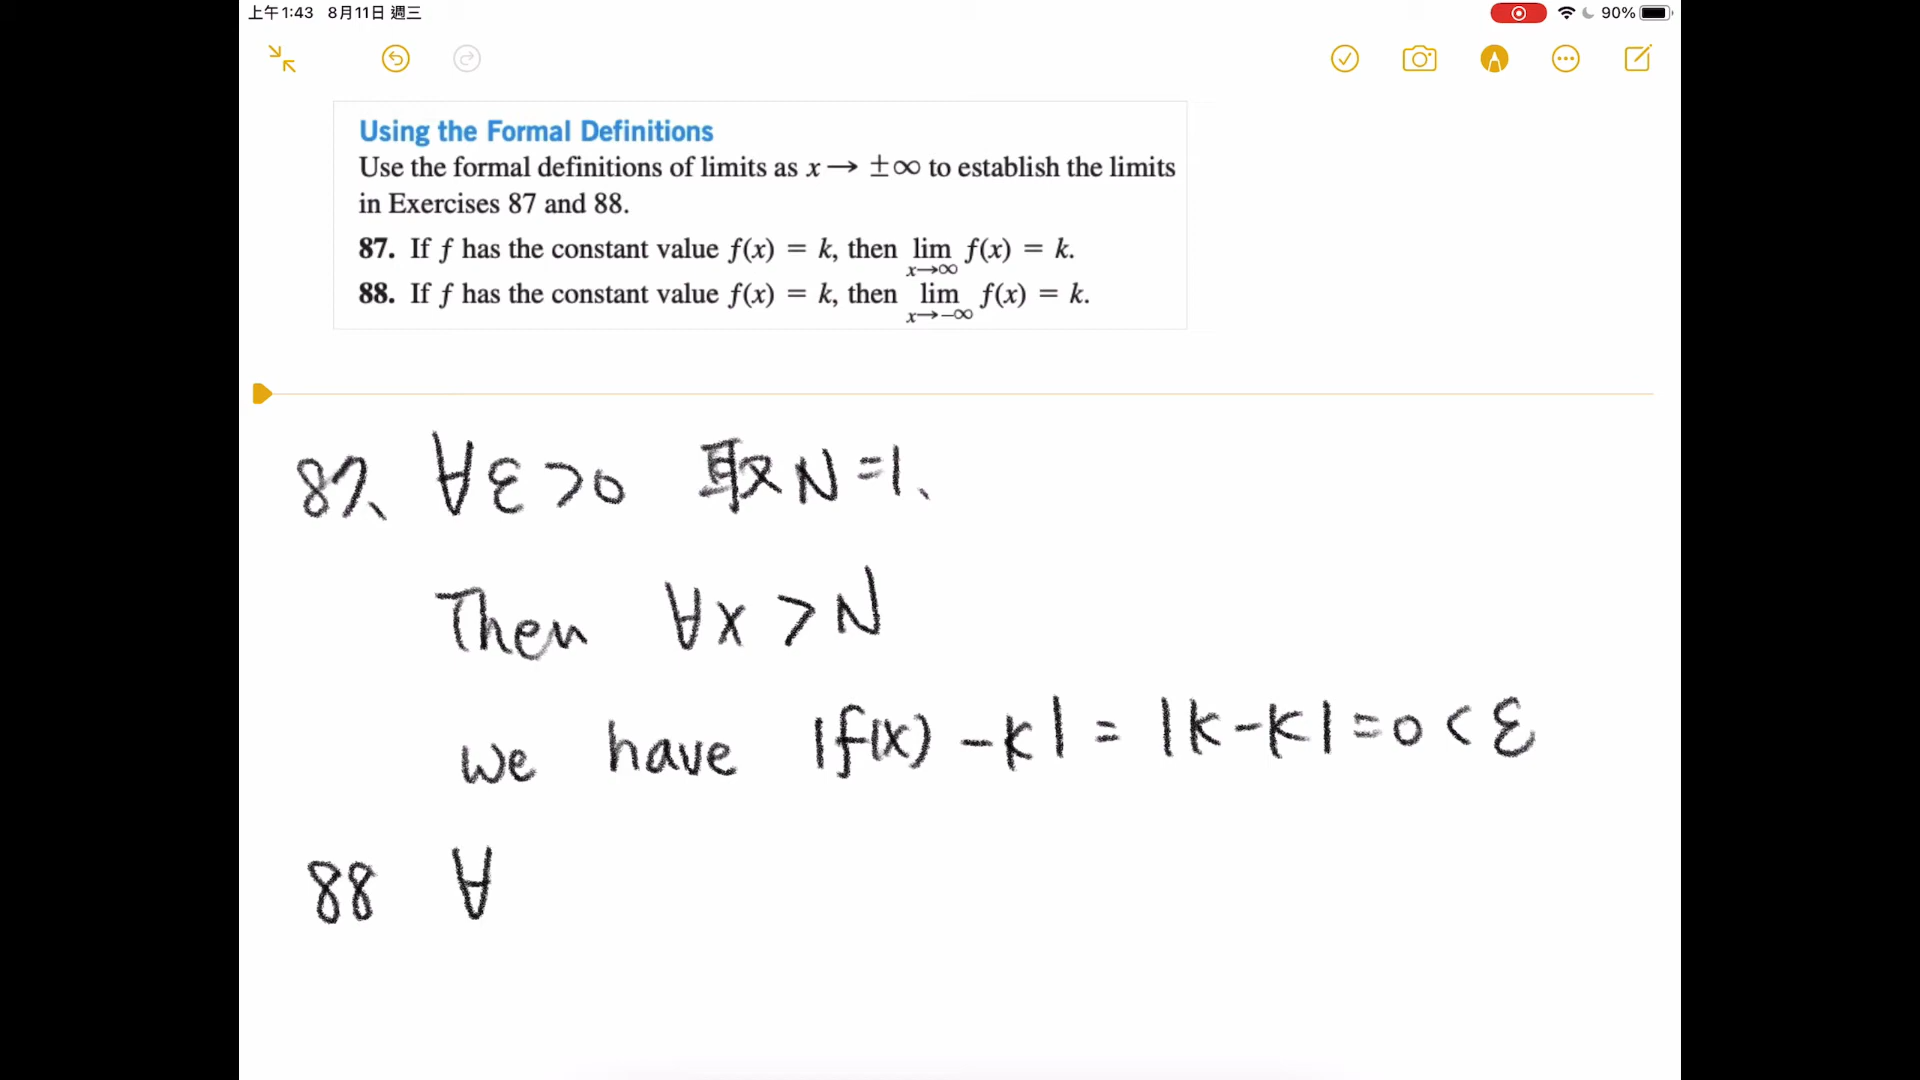 上午1:43 8月11日 週三
90%
Using the Formal Definitions
Use the formal definitions of limits as x → ±∞ to establish the limits
in Exercises 87 and 88.
87. If f has the constant value f(x) = k, then lim f(x) = k.
x→∞
88. If f has the constant value f(x) = k, then lim f(x) = k.
x→−∞
87、 ∀ε>0 取N=1、
Then ∀x > N
we have |f(x) - k| = |k-k| = 0 < ε
88 ∀